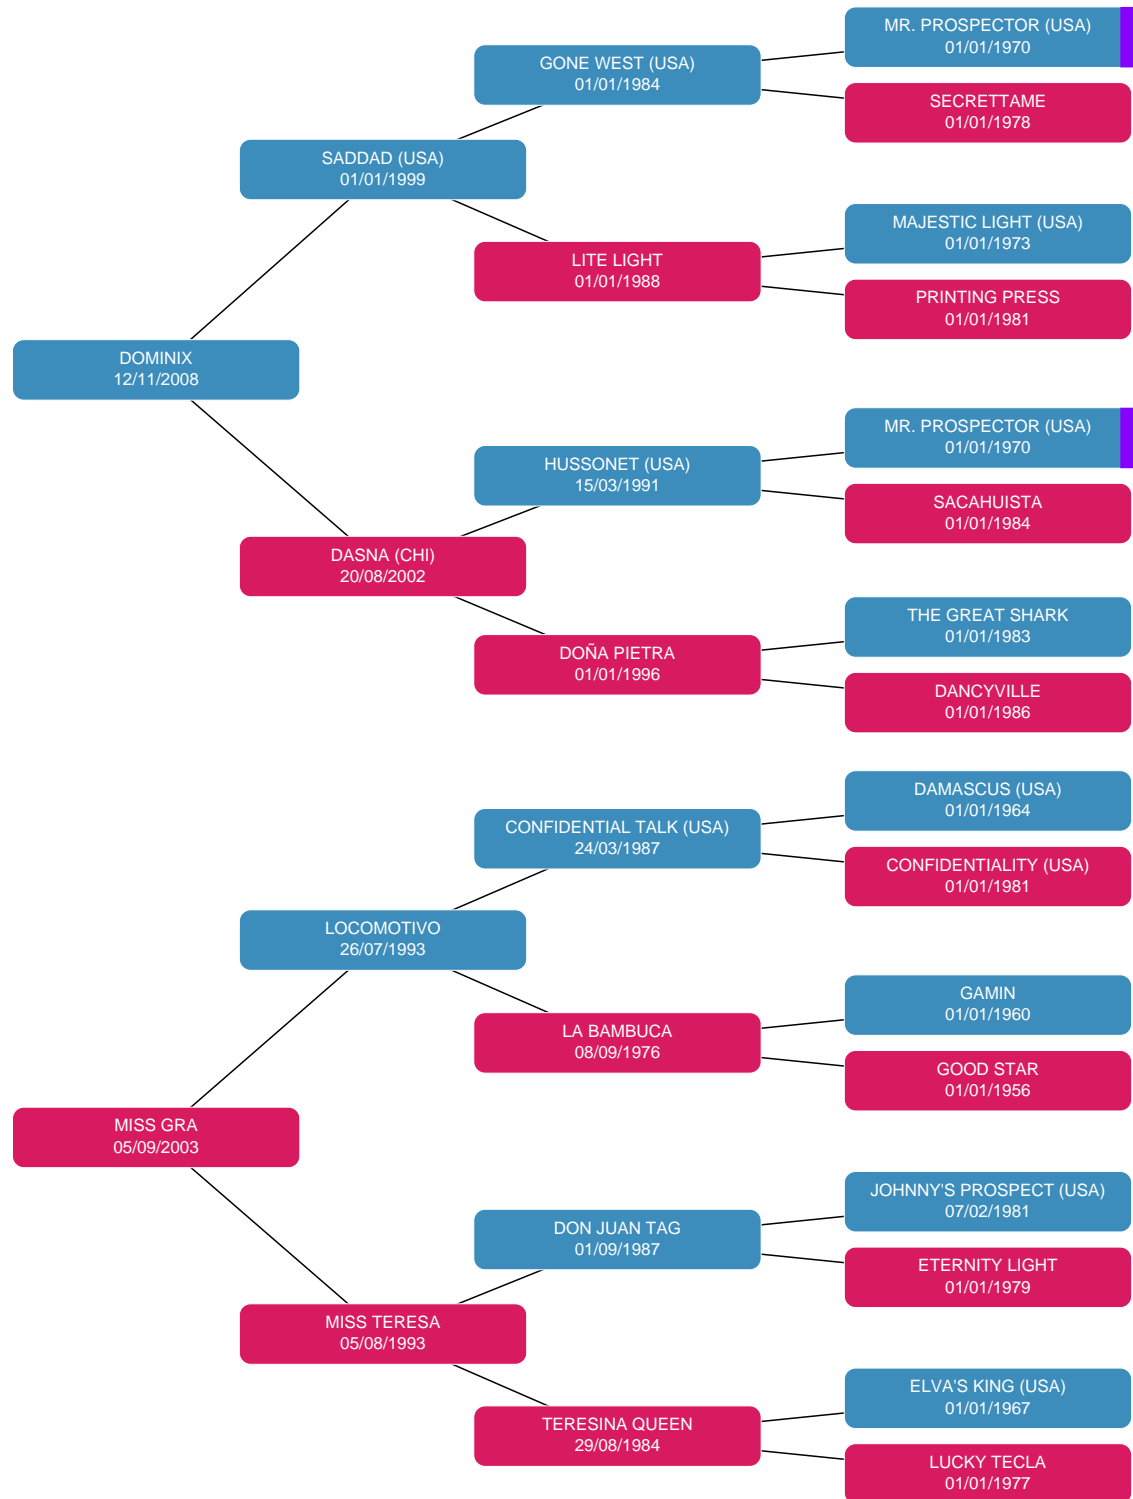 MR. PROSPECTOR (USA)
01/01/1970
GONE WEST (USA)
01/01/1984
SECRETTAME
01/01/1978
SADDAD (USA)
01/01/1999
MAJESTIC LIGHT (USA)
01/01/1973
LITE LIGHT
01/01/1988
PRINTING PRESS
01/01/1981
DOMINIX
12/11/2008
MR. PROSPECTOR (USA)
01/01/1970
HUSSONET (USA)
15/03/1991
SACAHUISTA
01/01/1984
DASNA (CHI)
20/08/2002
THE GREAT SHARK
01/01/1983
DOÑA PIETRA
01/01/1996
DANCYVILLE
01/01/1986
DAMASCUS (USA)
01/01/1964
CONFIDENTIAL TALK (USA)
24/03/1987
CONFIDENTIALITY (USA)
01/01/1981
LOCOMOTIVO
26/07/1993
GAMIN
01/01/1960
LA BAMBUCA
08/09/1976
GOOD STAR
01/01/1956
MISS GRA
05/09/2003
JOHNNY'S PROSPECT (USA)
07/02/1981
DON JUAN TAG
01/09/1987
ETERNITY LIGHT
01/01/1979
MISS TERESA
05/08/1993
ELVA'S KING (USA)
01/01/1967
TERESINA QUEEN
29/08/1984
LUCKY TECLA
01/01/1977